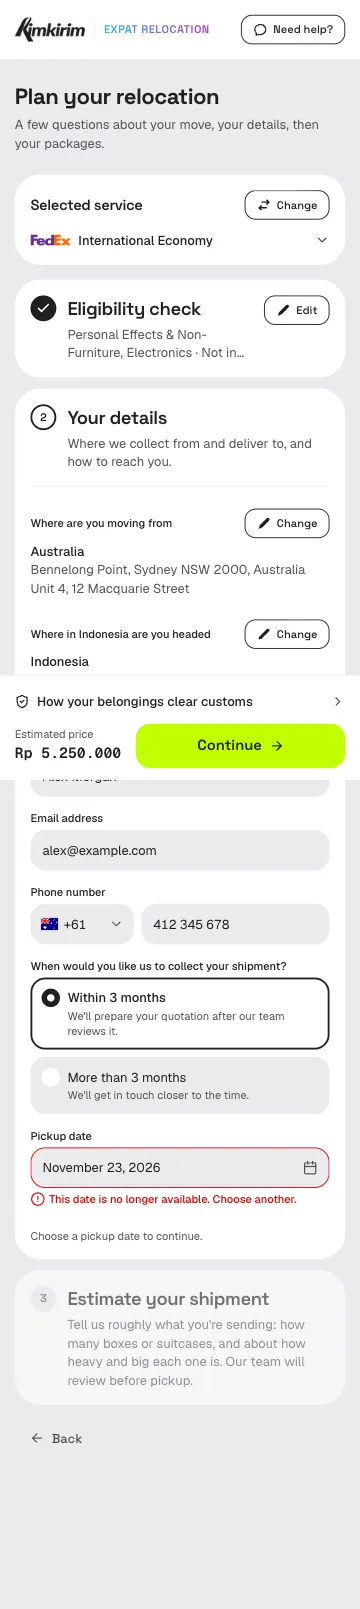 Kimkirim
EXPAT RELOCATION
Need help?
Plan your relocation
A few questions about your move, your details, then
your packages.
Selected service
Change
FedEx International Economy
Eligibility check
Edit
Personal Effects & Non-
Furniture, Electronics · Not in...
2
Your details
Where we collect from and deliver to, and
how to reach you.
Where are you moving from
Change
Australia
Bennelong Point, Sydney NSW 2000, Australia
Unit 4, 12 Macquarie Street
Where in Indonesia are you headed
Change
Indonesia
How your belongings clear customs
Estimated price
Rp 5.250.000
Continue
Email address
alex@example.com
Phone number
+61
412 345 678
When would you like us to collect your shipment?
Within 3 months
We'll prepare your quotation after our team
reviews it.
More than 3 months
We'll get in touch closer to the time.
Pickup date
November 23, 2026
This date is no longer available. Choose another.
Choose a pickup date to continue.
3
Estimate your shipment
Tell us roughly what you're sending: how
many boxes or suitcases, and about how
heavy and big each one is. Our team will
review before pickup.
Back